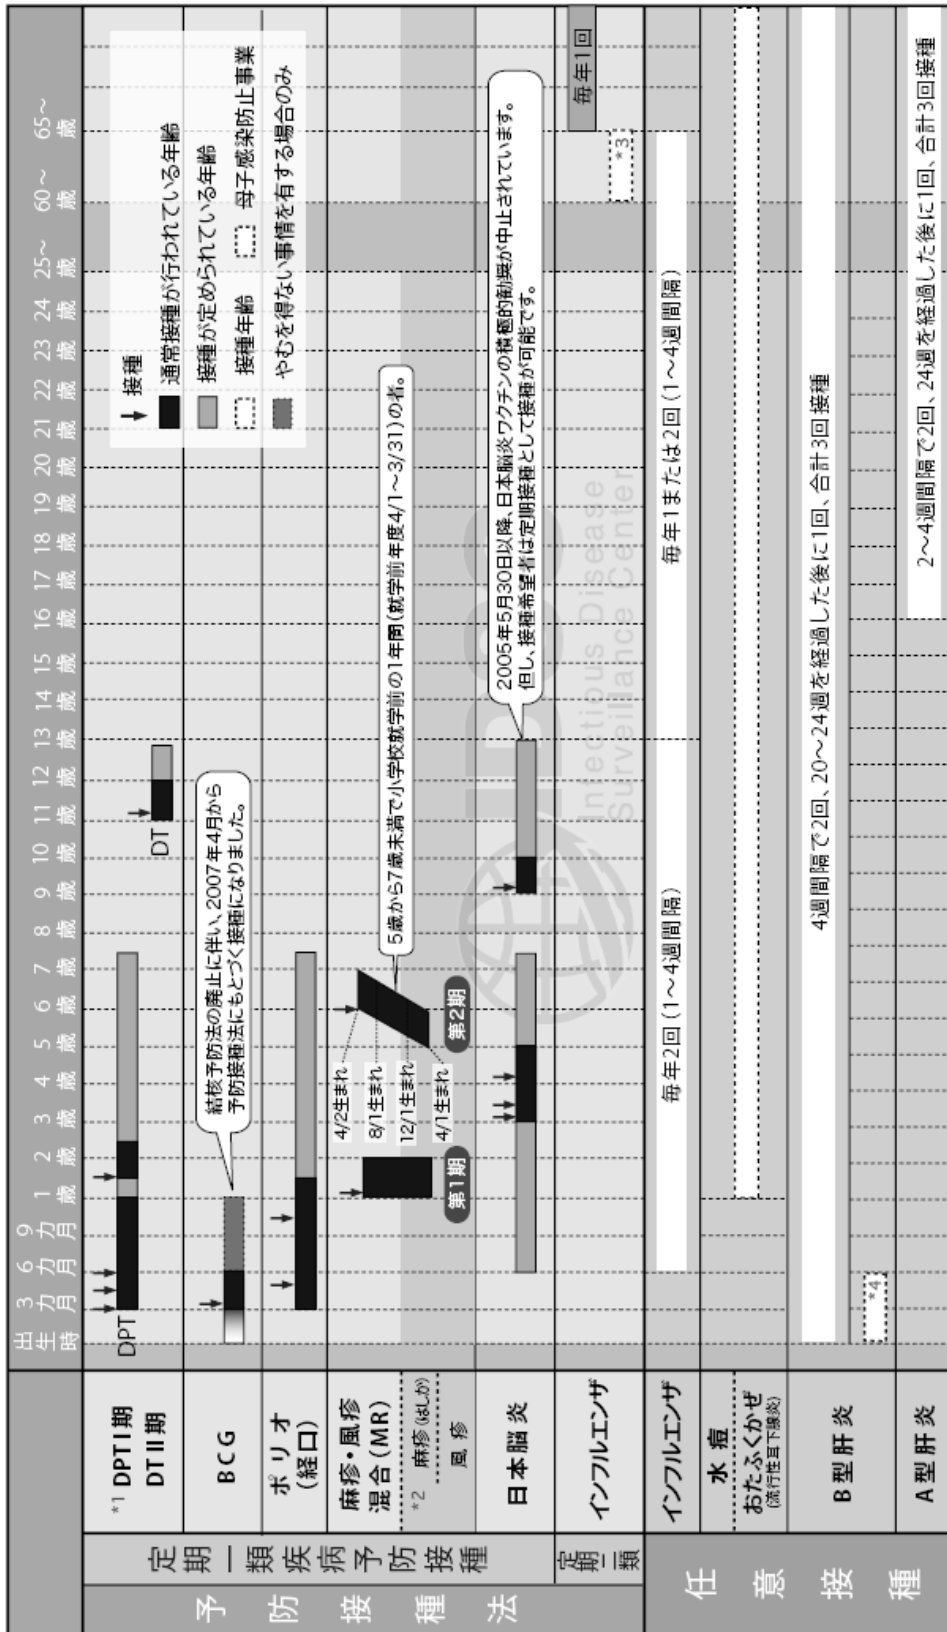 出生時
3カ月
6カ月
9カ月
1歳
2歳
3歳
4歳
5歳
6歳
7歳
8歳
9歳
10歳
11歳
12歳
13歳
14歳
15歳
16歳
17歳
18歳
19歳
20歳
21歳
22歳
23歳
24歳
25~歳
60~歳
65~歳
予防接種法
定期一類疾病予防接種
*1 DPTⅠ期
DTⅡ期
DPT
DT
BCG
結核予防法の廃止に伴い、2007年4月から
予防接種法にもとづく接種になりました。
ポリオ
(経口)
麻疹・風疹
混合(MR)
*2
麻疹(はしか)
風疹
第1期
4/2生まれ
8/1生まれ
12/1生まれ
4/1生まれ
第2期
5歳から7歳未満で小学校就学前の1年間(就学前年度4/1~3/31)の者。
日本脳炎
2005年5月30日以降、日本脳炎ワクチンの積極的勧奨が中止されています。
但し、接種希望者は定期接種として接種が可能です。
定期二類
インフルエンザ
毎年1回
*3
任意接種
インフルエンザ
毎年2回(1~4週間隔)
毎年1または2回(1~4週間隔)
水痘
おたふくかぜ
(流行性耳下腺炎)
B型肝炎
4週間隔で2回、20~24週を経過した後に1回、合計3回接種
*4
A型肝炎
2~4週間隔で2回、24週を経過した後に1回、合計3回接種
接種
通常接種が行われている年齢
接種が定められている年齢
接種年齢
母子感染防止事業
やむを得ない事情を有する場合のみ
IDSC
Infectious Disease
Surveillance Center